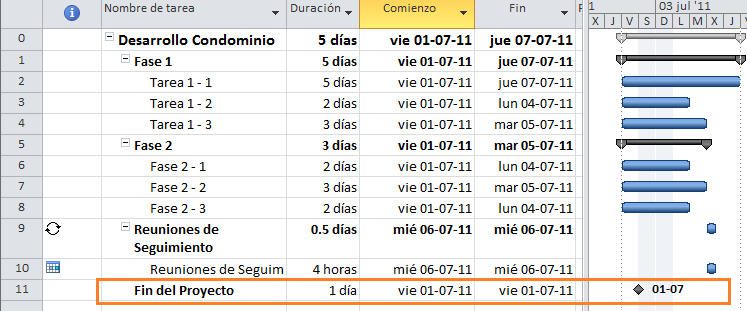 Nombre de tarea Duración Comienzo Fin 1 03 jul '11
X J V S D L M X J V
0 Desarrollo Condominio 5 días vie 01-07-11 jue 07-07-11
1 Fase 1 5 días vie 01-07-11 jue 07-07-11
2 Tarea 1 - 1 5 días vie 01-07-11 jue 07-07-11
3 Tarea 1 - 2 2 días vie 01-07-11 lun 04-07-11
4 Tarea 1 - 3 3 días vie 01-07-11 mar 05-07-11
5 Fase 2 3 días vie 01-07-11 mar 05-07-11
6 Fase 2 - 1 2 días vie 01-07-11 lun 04-07-11
7 Fase 2 - 2 3 días vie 01-07-11 mar 05-07-11
8 Fase 2 - 3 2 días vie 01-07-11 lun 04-07-11
9 Reuniones de 0.5 días mié 06-07-11 mié 06-07-11
Seguimiento
10 Reuniones de Seguim 4 horas mié 06-07-11 mié 06-07-11
11 Fin del Proyecto 1 día vie 01-07-11 vie 01-07-11 01-07